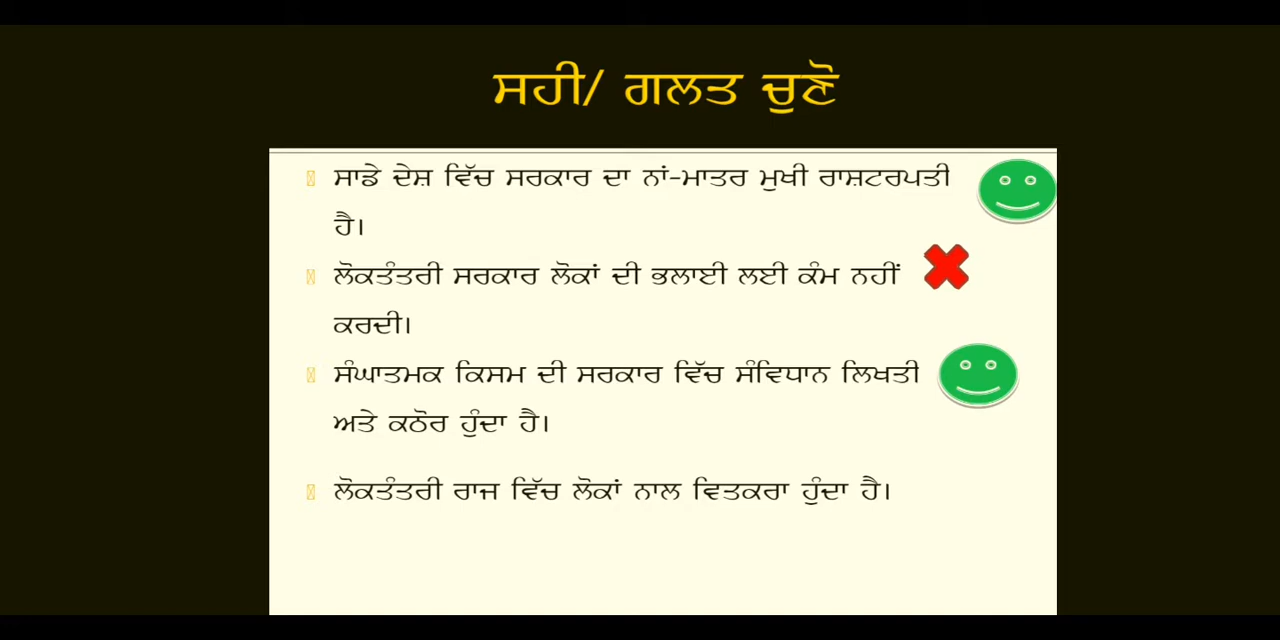 ਸਹੀ/ ਗਲਤ ਚੁਣੋ
ਸਾਡੇ ਦੇਸ਼ ਵਿੱਚ ਸਰਕਾਰ ਦਾ ਨਾਂ-ਮਾਤਰ ਮੁਖੀ ਰਾਸ਼ਟਰਪਤੀ
ਹੈ।
ਲੋਕਤੰਤਰੀ ਸਰਕਾਰ ਲੋਕਾਂ ਦੀ ਭਲਾਈ ਲਈ ਕੰਮ ਨਹੀਂ
ਕਰਦੀ।
ਸੰਘਾਤਮਕ ਕਿਸਮ ਦੀ ਸਰਕਾਰ ਵਿੱਚ ਸੰਵਿਧਾਨ ਲਿਖਤੀ
ਅਤੇ ਕਠੋਰ ਹੁੰਦਾ ਹੈ।
ਲੋਕਤੰਤਰੀ ਰਾਜ ਵਿੱਚ ਲੋਕਾਂ ਨਾਲ ਵਿਤਕਰਾ ਹੁੰਦਾ ਹੈ।